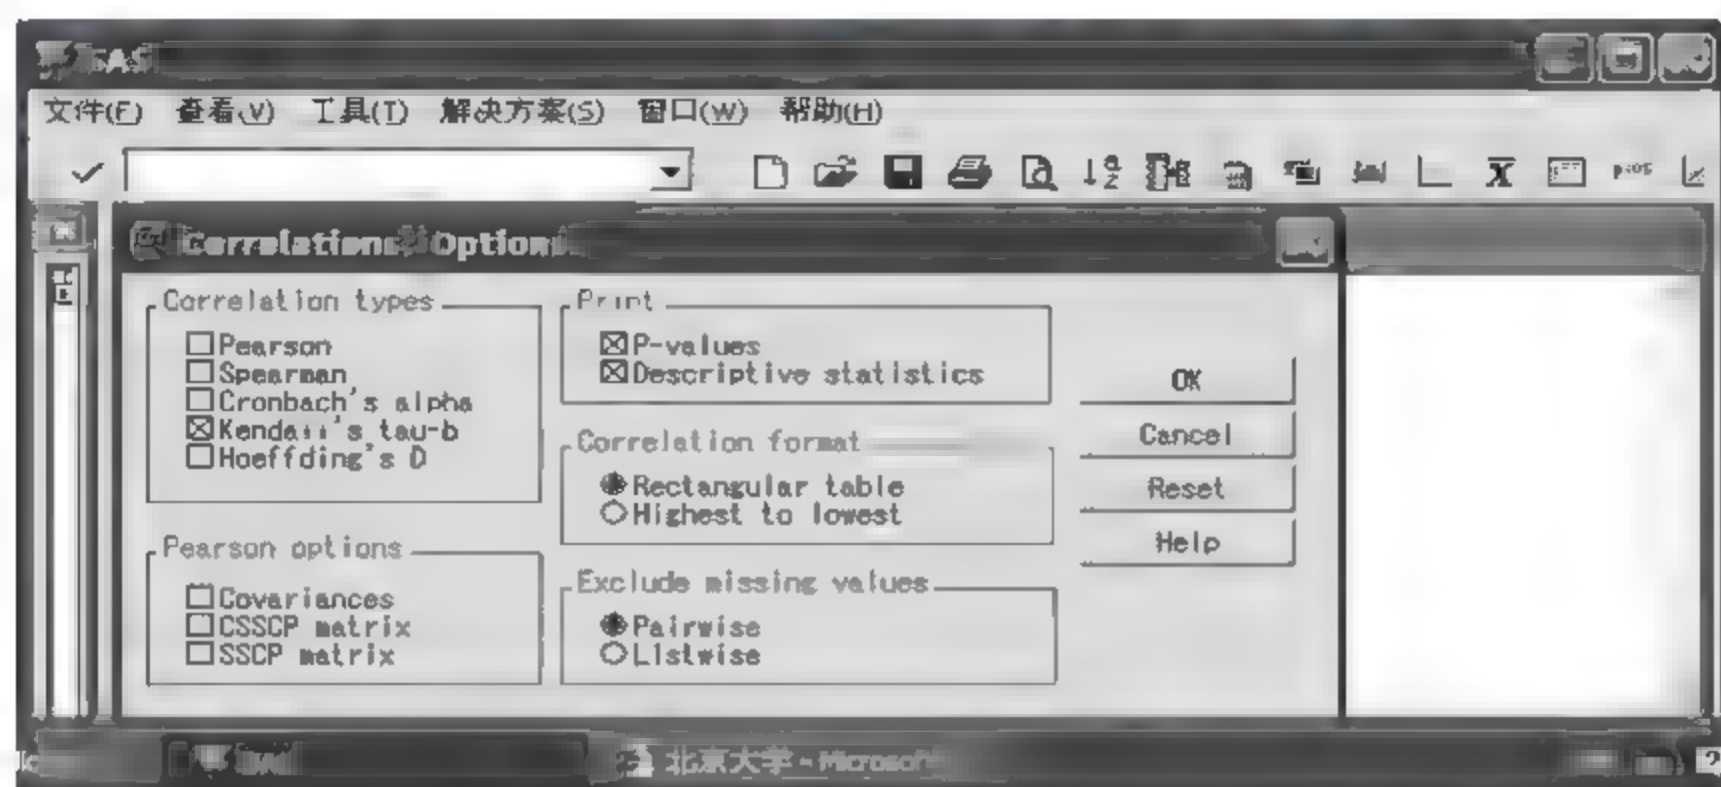 SAS
文件(F) 查看(V) 工具(T) 解决方案(S) 窗口(W) 帮助(H)
Correlations: Options
Correlation types
Pearson
Spearman
Cronbach's alpha
Kendall's tau-b
Hoeffding's D
Pearson options
Covariances
CSSCP matrix
SSCP matrix
Print
P-values
Descriptive statistics
Correlation format
Rectangular table
Highest to lowest
Exclude missing values
Pairwise
Listwise
OK
Cancel
Reset
Help
北京大学 - Microsoft